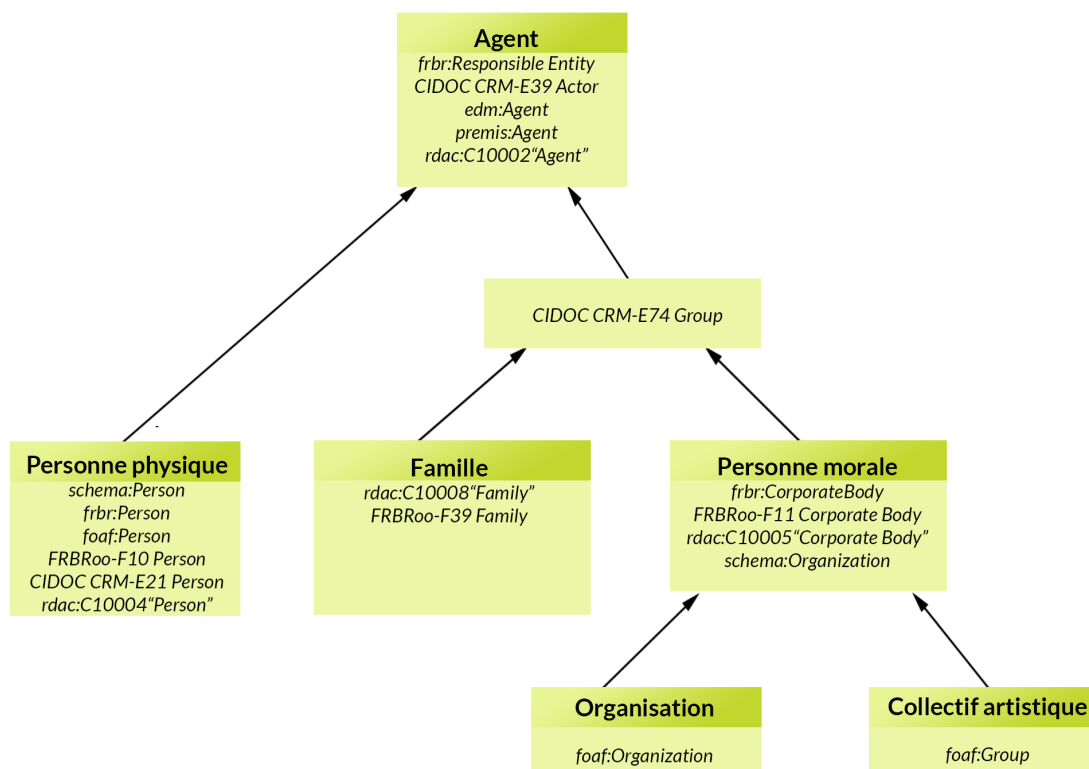 Agent
frbr:Responsible Entity
CIDOC CRM-E39 Actor
edm:Agent
premis:Agent
rdac:C10002“Agent”
CIDOC CRM-E74 Group
Personne physique
schema:Person
frbr:Person
foaf:Person
FRBRoo-F10 Person
CIDOC CRM-E21 Person
rdac:C10004“Person”
Famille
rdac:C10008“Family”
FRBRoo-F39 Family
Personne morale
frbr:CorporateBody
FRBRoo-F11 Corporate Body
rdac:C10005“Corporate Body”
schema:Organization
Organisation
foaf:Organization
Collectif artistique
foaf:Group